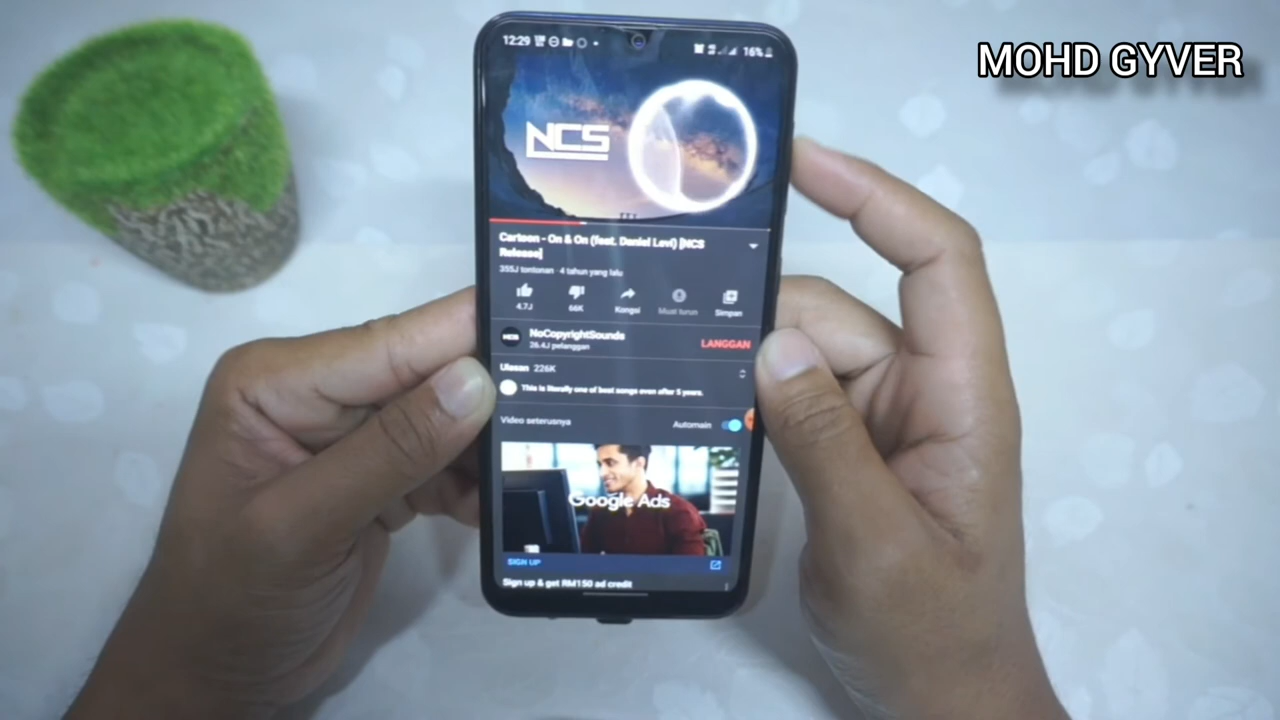 MOHD GYVER
12:29
16%
NCS
Cartoon - On & On (feat. Daniel Levi) [NCS
Release]
355J tontonan · 4 tahun yang lalu
4.7J 66K Kongsi Muat turun Simpan
NCS
NoCopyrightSounds
26.4J pelanggan
LANGGAN
Ulasan 226K
This is literally one of best songs even after 5 years.
Video seterusnya Automain
Google Ads
SIGN UP
Sign up & get RM150 ad credit